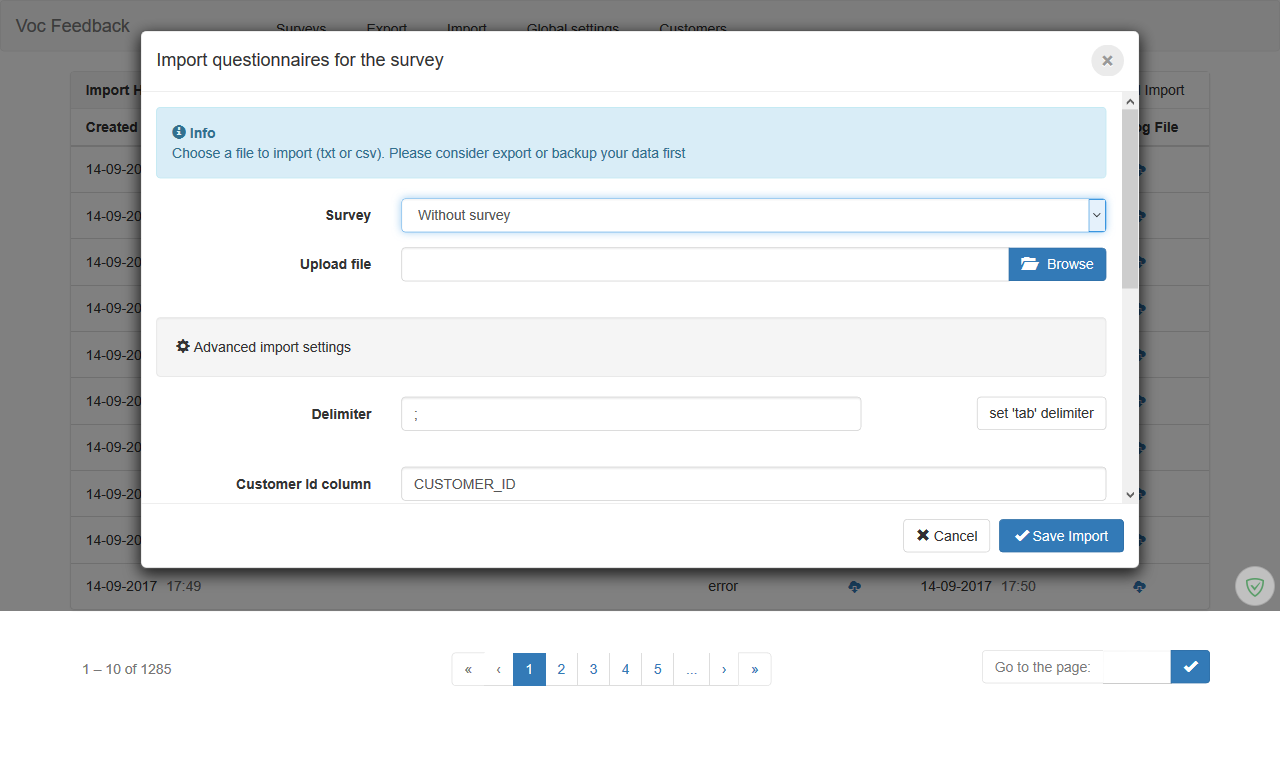 Voc Feedback
Surveys Export Import Global settings Customers
Import questionnaires for the survey
Import H
Import
Info
Created
og File
Choose a file to import (txt or csv). Please consider export or backup your data first
14-09-20
Survey Without survey
14-09-20
Upload file Browse
14-09-20
14-09-20
Advanced import settings
14-09-20
14-09-20
Delimiter ; set 'tab' delimiter
14-09-20
Customer Id column CUSTOMER_ID
14-09-20
14-09-20
Cancel Save Import
14-09-2017 17:49 error 14-09-2017 17:50
1 – 10 of 1285 « ‹ 1 2 3 4 5 ... › » Go to the page: